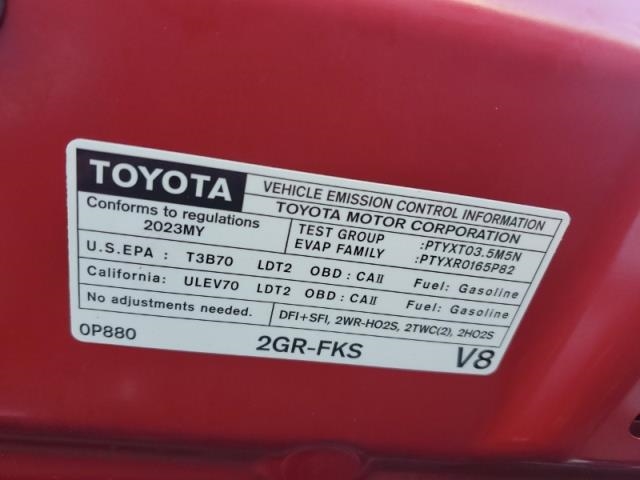 TOYOTA
VEHICLE EMISSION CONTROL INFORMATION
TOYOTA MOTOR CORPORATION
Conforms to regulations
2023MY
TEST GROUP :PTYXT03.5M5N
EVAP FAMILY :PTYXR0165P82
U.S.EPA : T3B70 LDT2 OBD : CAII Fuel: Gasoline
California: ULEV70 LDT2 OBD : CAII Fuel: Gasoline
No adjustments needed.
DFI+SFI, 2WR-HO2S, 2TWC(2), 2HO2S
0P880 2GR-FKS V8